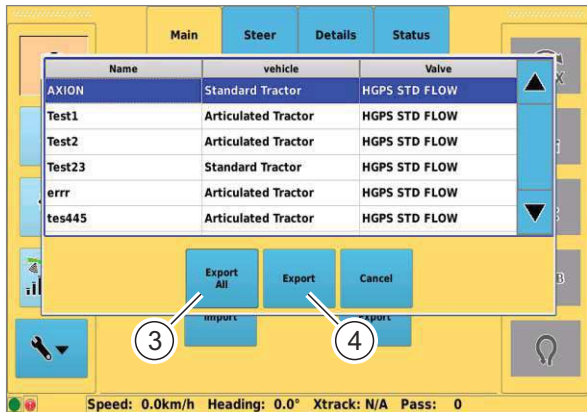 Main Steer Details Status
Name vehicle Valve
AXION Standard Tractor HGPS STD FLOW
Test1 Articulated Tractor HGPS STD FLOW
Test2 Articulated Tractor HGPS STD FLOW
Test23 Standard Tractor HGPS STD FLOW
errr Articulated Tractor HGPS STD FLOW
tes445 Articulated Tractor HGPS STD FLOW
Export
All
Export
Cancel
Import
Export
3
4
Speed: 0.0km/h Heading: 0.0° Xtrack: N/A Pass: 0